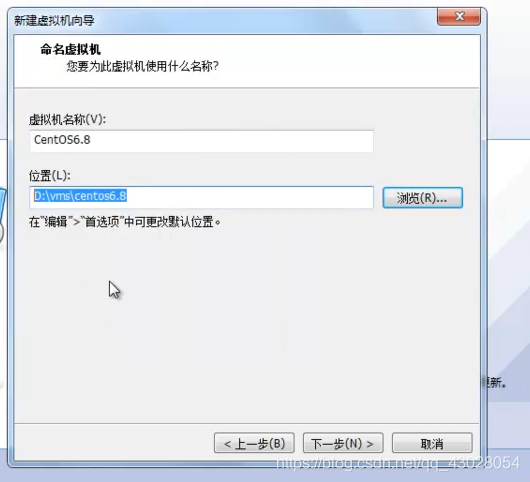 新建虚拟机向导
命名虚拟机
您要为此虚拟机使用什么名称?
虚拟机名称(V):
CentOS6.8
位置(L):
D:\vms\centos6.8
浏览(R)...
在"编辑">"首选项"中可更改默认位置。
更新。
< 上一步(B)
下一步(N) >
取消
https://blog.csdn.net/qq_43028054